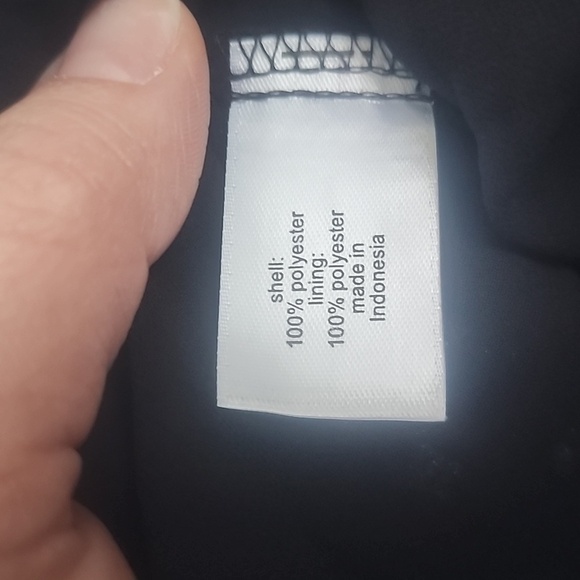 shell:
100% polyester
lining:
100% polyester
made in
Indonesia